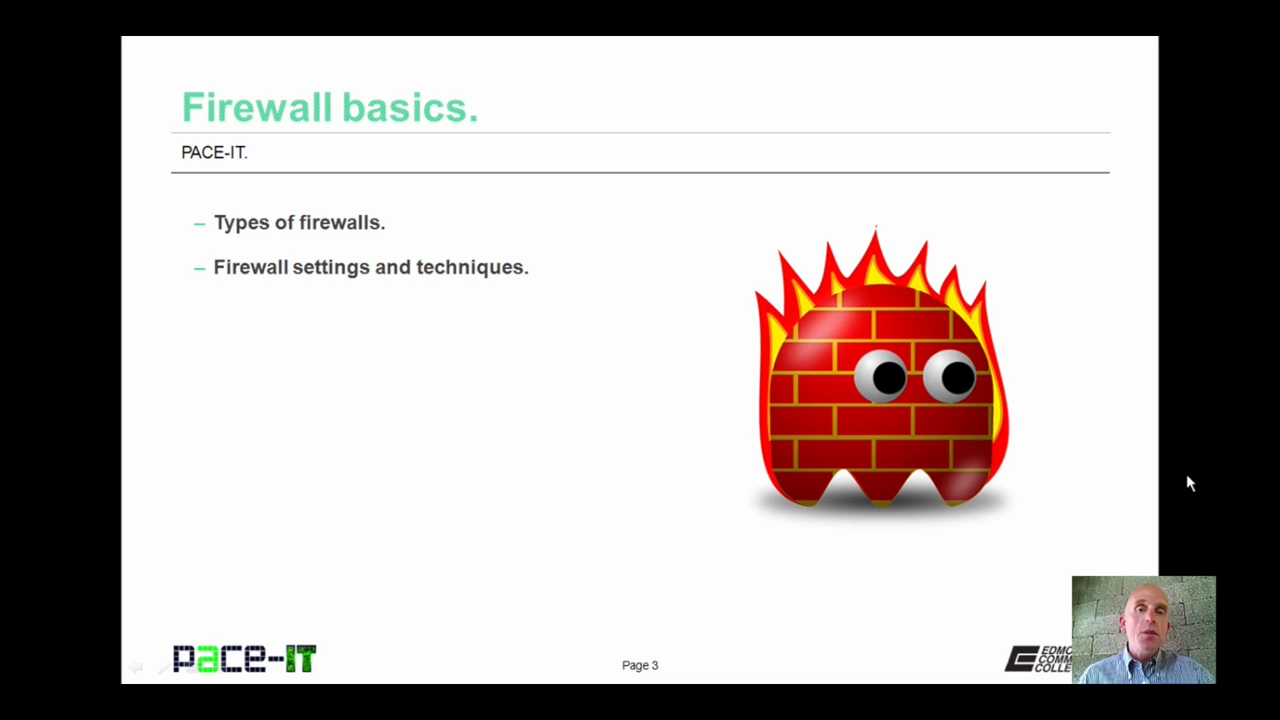 Firewall basics.
PACE-IT.
– Types of firewalls.
– Firewall settings and techniques.
pace-IT
Page 3